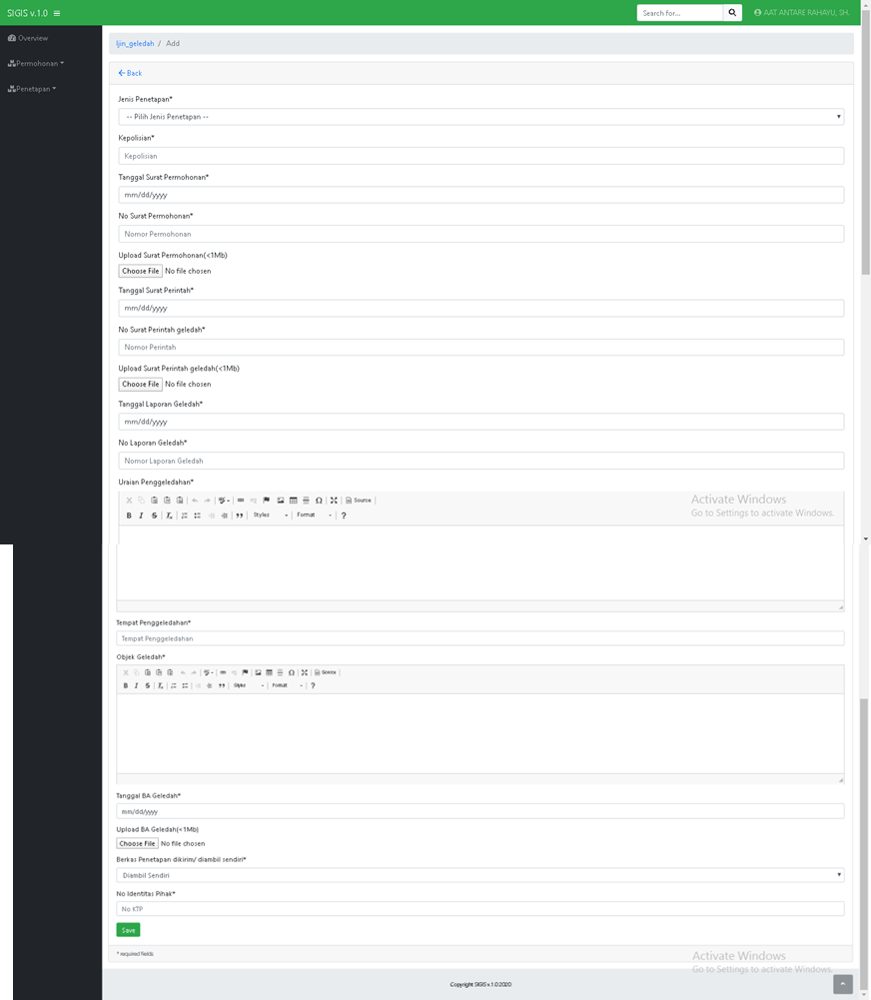 SIGIS v.1.0
Search for...
AAT ANTARE RAHAYU, SH.
Overview
Permohonan
Penetapan
Ijin_geledah / Add
Back
Jenis Penetapan*
-- Pilih Jenis Penetapan --
Kepolisian*
Kepolisian
Tanggal Surat Permohonan*
mm/dd/yyyy
No Surat Permohonan*
Nomor Permohonan
Upload Surat Permohonan(<1Mb)
Choose File No file chosen
Tanggal Surat Perintah*
mm/dd/yyyy
No Surat Perintah geledah*
Nomor Perintah
Upload Surat Perintah geledah(<1Mb)
Choose File No file chosen
Tanggal Laporan Geledah*
mm/dd/yyyy
No Laporan Geledah*
Nomor Laporan Geledah
Uraian Penggeledahan*
Source
B I S Tx Styles Format ?
Activate Windows
Go to Settings to activate Windows.
Tempat Penggeledahan*
Tempat Penggeledahan
Objek Geledah*
Source
B I S Tx Styles Format ?
Tanggal BA Geledah*
mm/dd/yyyy
Upload BA Geledah(<1Mb)
Choose File No file chosen
Berkas Penetapan dikirim/ diambil sendiri*
Diambil Sendiri
No Identitas Pihak*
No KTP
Save
* required fields
Activate Windows
Go to Settings to activate Windows.
Copyright SIGIS v.1.0 2020